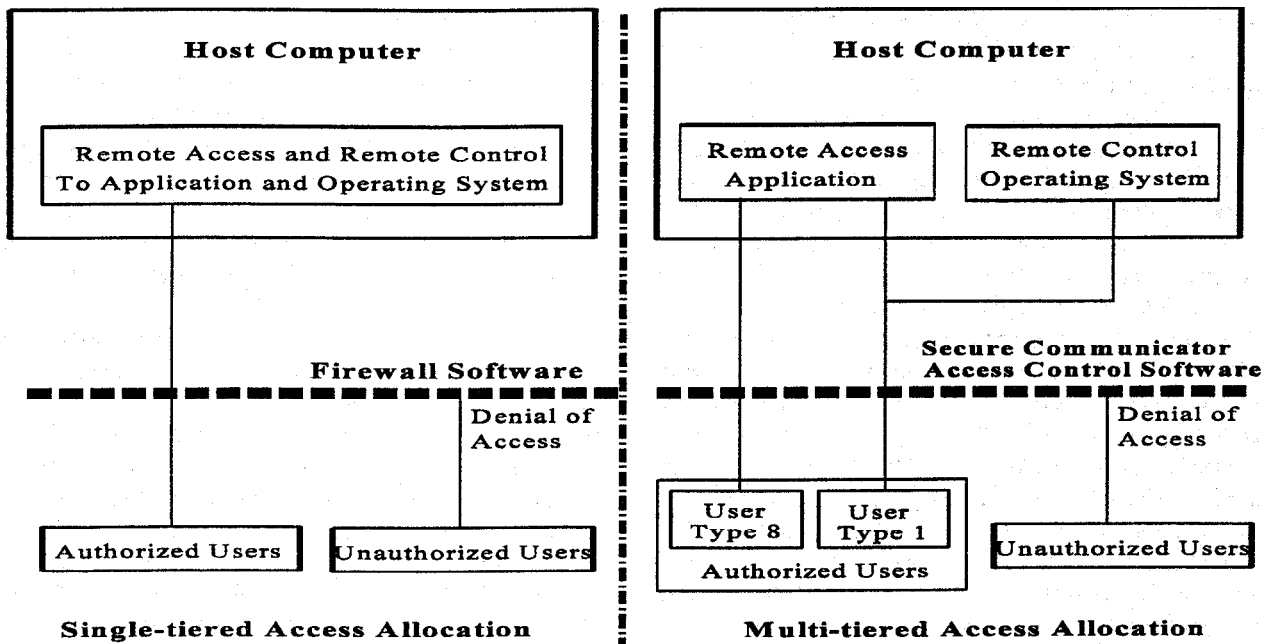 Host Computer
Remote Access and Remote Control
To Application and Operating System
Firewall Software
Denial of
Access
Authorized Users
Unauthorized Users
Single-tiered Access Allocation
Host Computer
Remote Access
Application
Remote Control
Operating System
Secure Communicator
Access Control Software
Denial of
Access
User
Type 8
User
Type 1
Authorized Users
Unauthorized Users
Multi-tiered Access Allocation